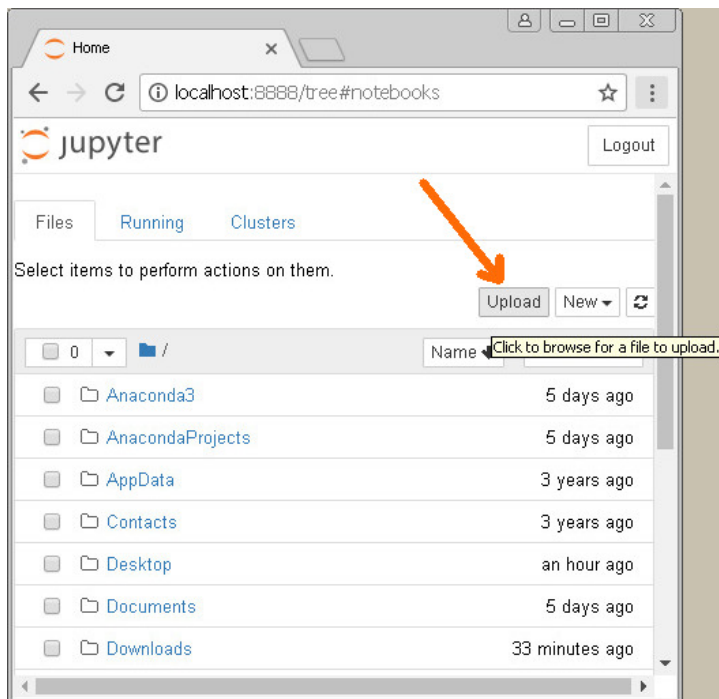 Home
localhost:8888/tree#notebooks
jupyter
Logout
Files Running Clusters
Select items to perform actions on them.
Upload New
0 / Name
Click to browse for a file to upload.
Anaconda3 5 days ago
AnacondaProjects 5 days ago
AppData 3 years ago
Contacts 3 years ago
Desktop an hour ago
Documents 5 days ago
Downloads 33 minutes ago